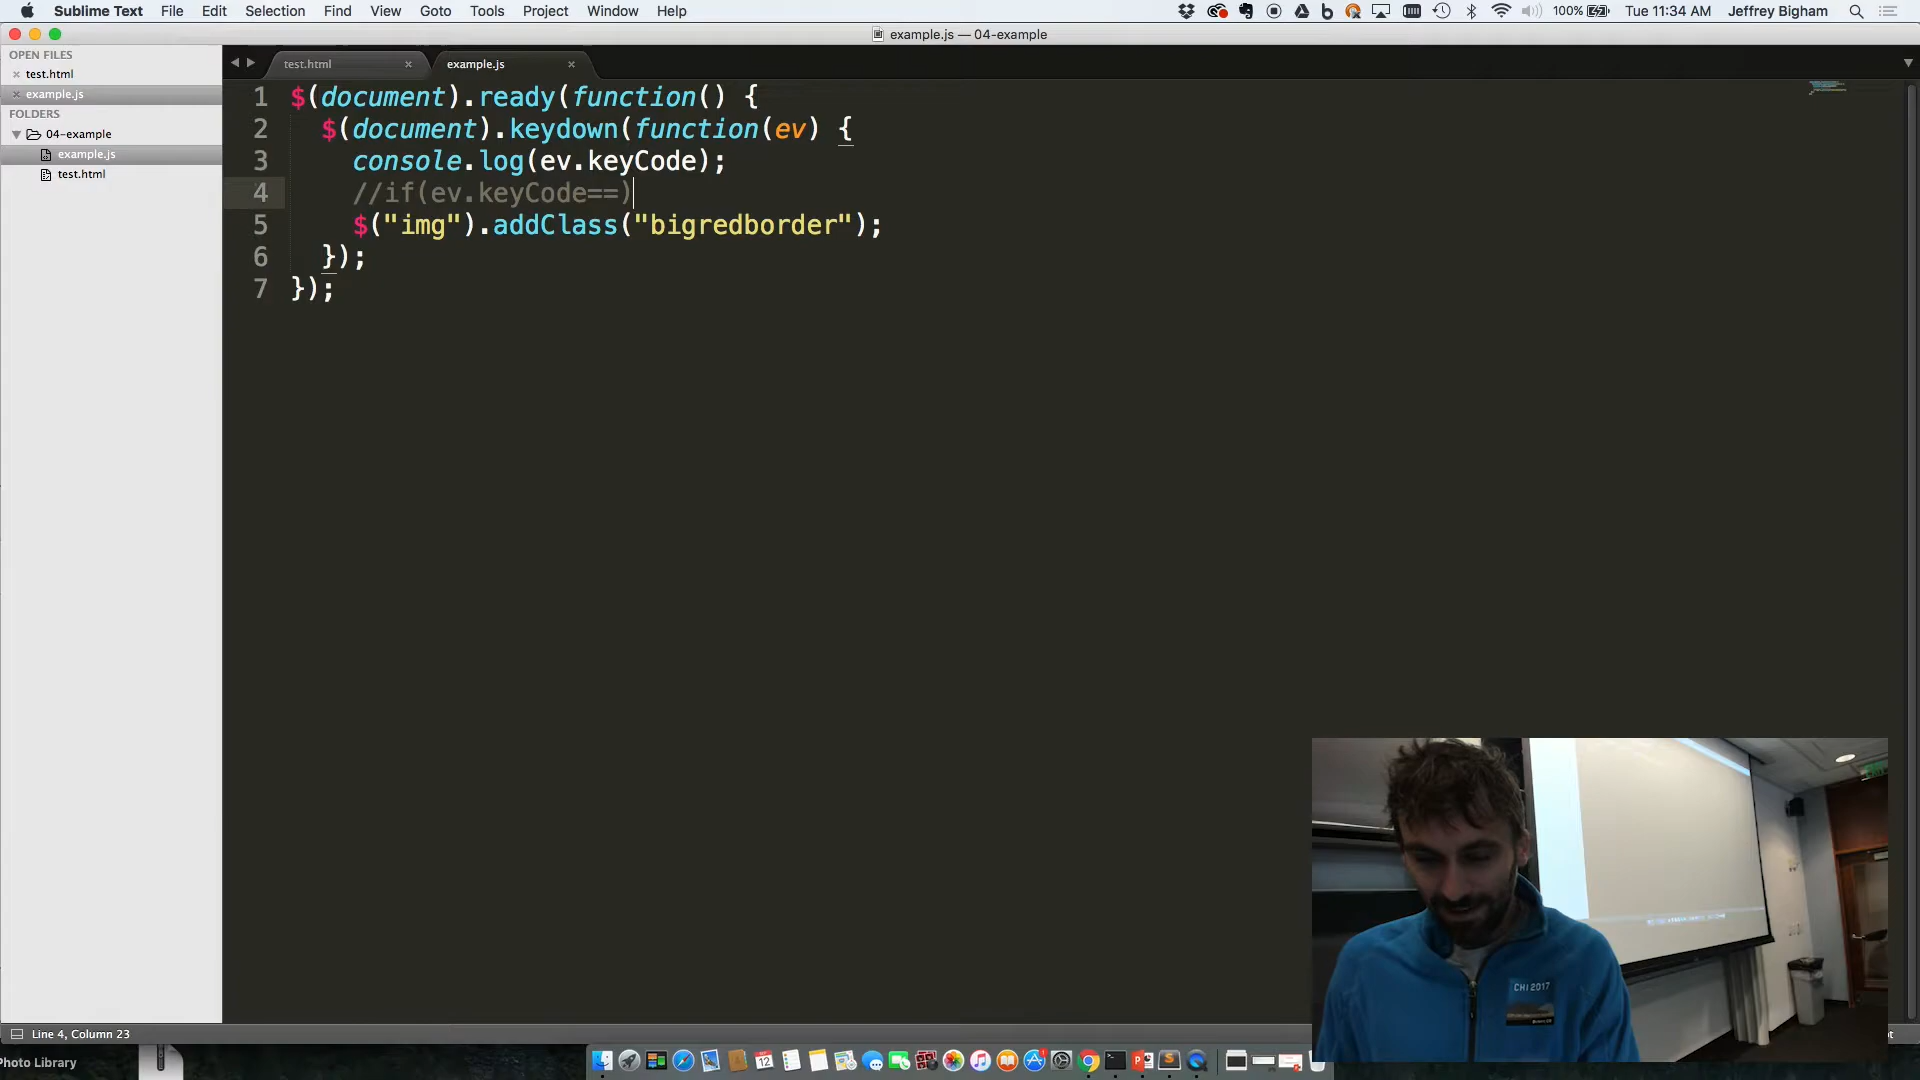 Sublime Text File Edit Selection Find View Goto Tools Project Window Help 100% Tue 11:34 AM Jeffrey Bigham
example.js — 04-example
OPEN FILES
test.html
example.js
FOLDERS
04-example
example.js
test.html
test.html example.js
1 $(document).ready(function() {
2 $(document).keydown(function(ev) {
3 console.log(ev.keyCode);
4 //if(ev.keyCode==)
5 $("img").addClass("bigredborder");
6 });
7 });
CHI 2017
Line 4, Column 23
Photo Library